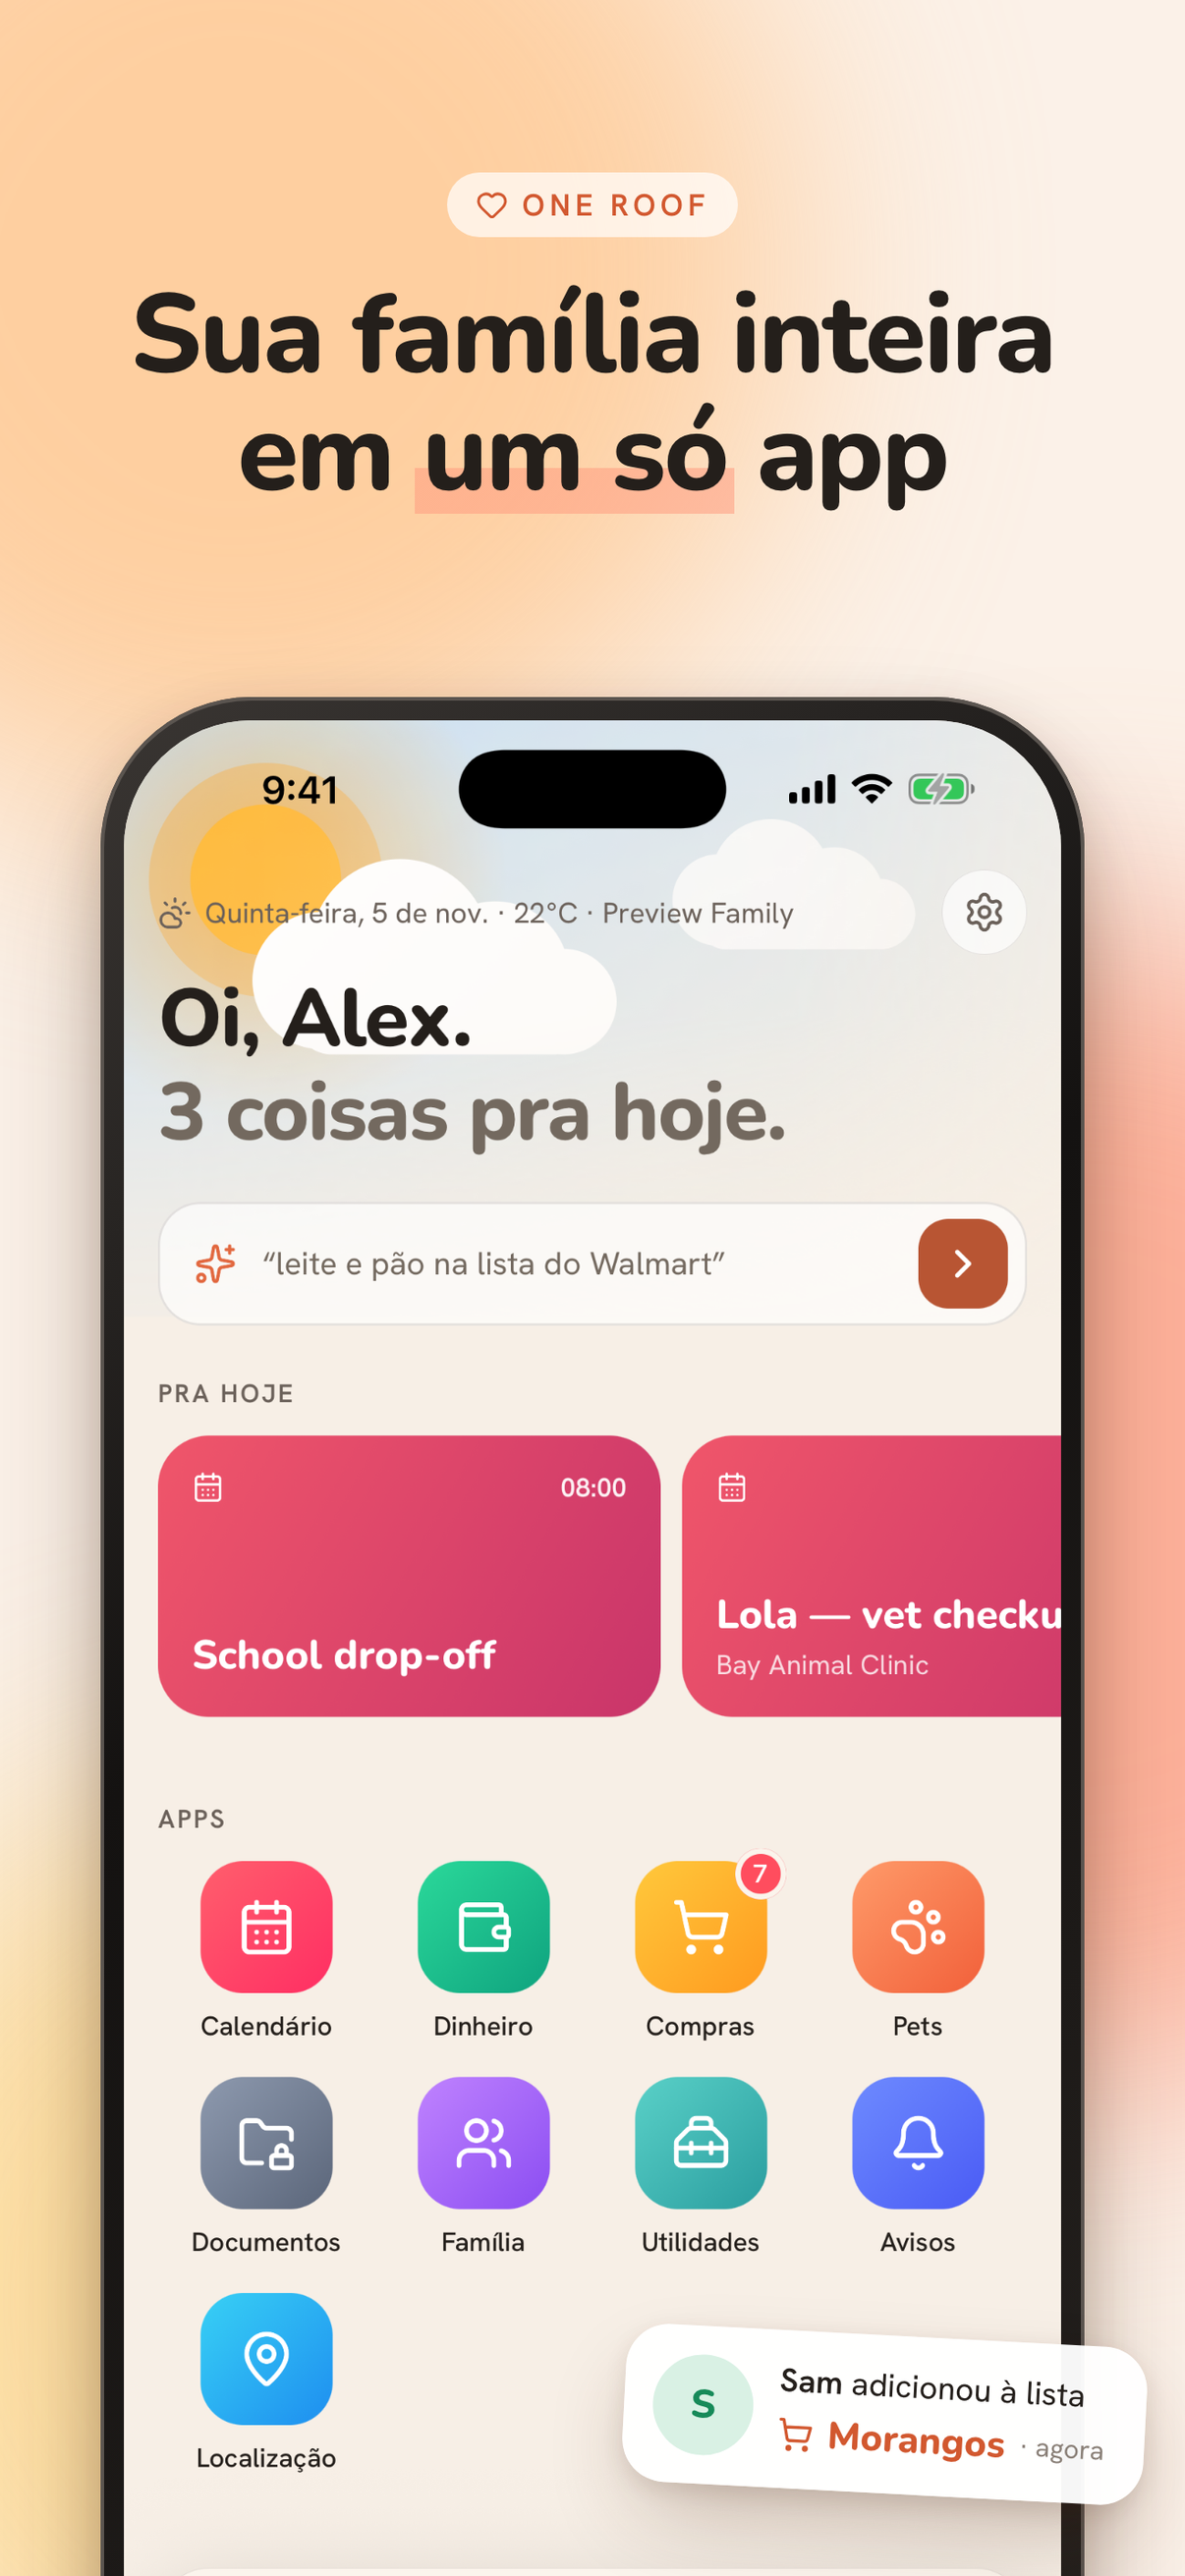 ONE ROOF
Sua família inteira
em um só app
9:41
Quinta-feira, 5 de nov. · 22°C · Preview Family
Oi, Alex.
3 coisas pra hoje.
“leite e pão na lista do Walmart”
PRA HOJE
08:00
School drop-off
Lola — vet checku
Bay Animal Clinic
APPS
7
Calendário
Dinheiro
Compras
Pets
Documentos
Família
Utilidades
Avisos
Localização
S
Sam adicionou à lista
Morangos · agora